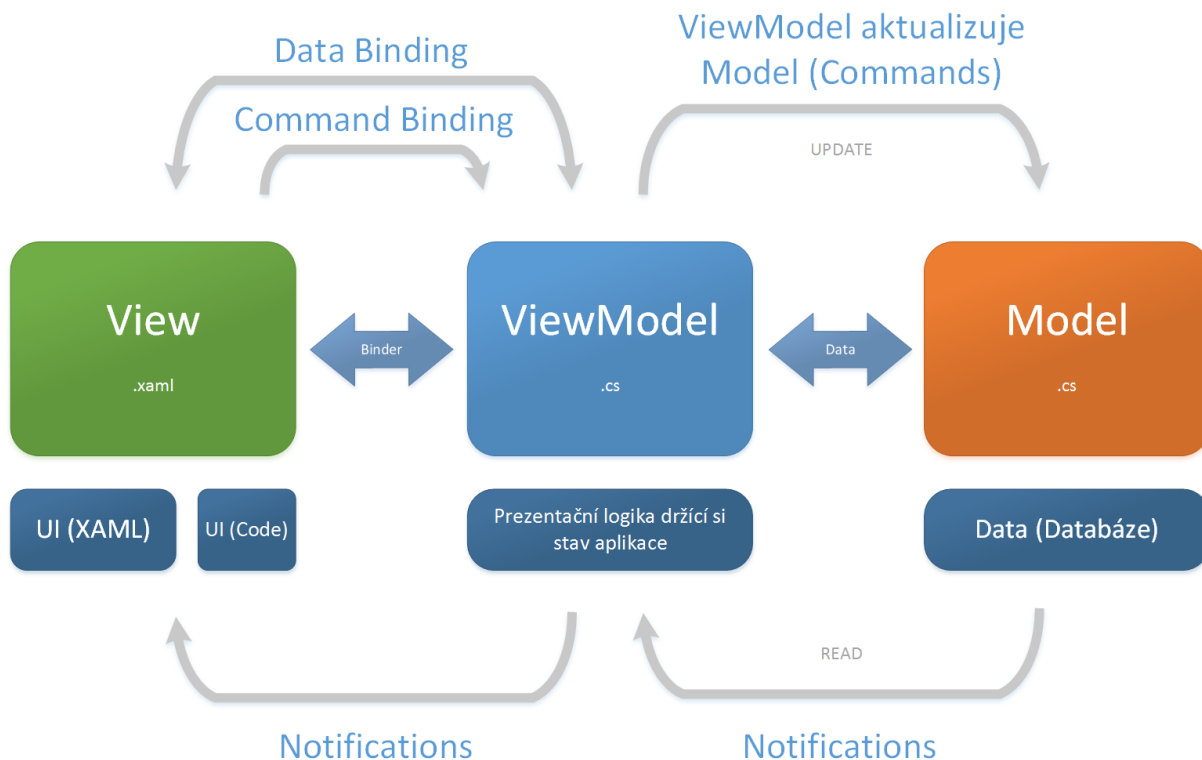 Data Binding
Command Binding
ViewModel aktualizuje
Model (Commands)
UPDATE
View
.xaml
Binder
ViewModel
.cs
Data
Model
.cs
UI (XAML)
UI (Code)
Prezentační logika držící si
stav aplikace
Data (Databáze)
READ
Notifications
Notifications